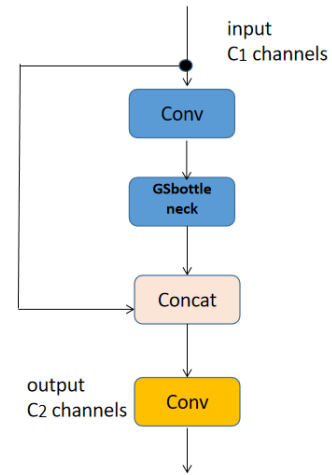 input
C1 channels
Conv
GSbottle
neck
Concat
output
C2 channels
Conv